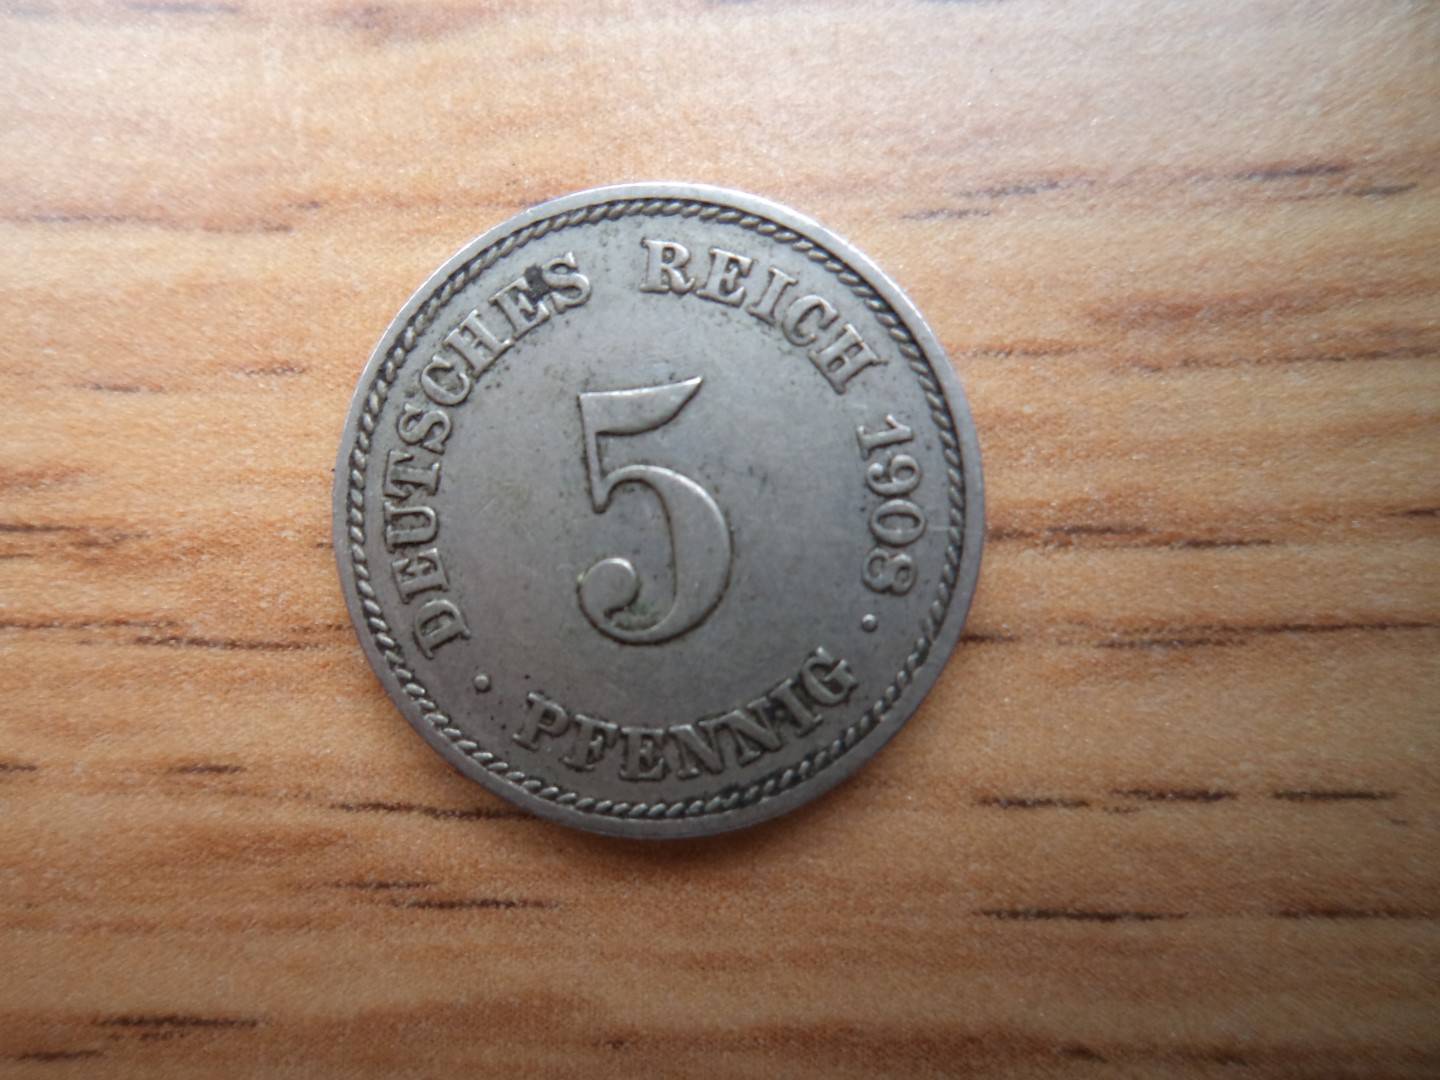 DEUTSCHES REICH 1908
5
· PFENNIG ·